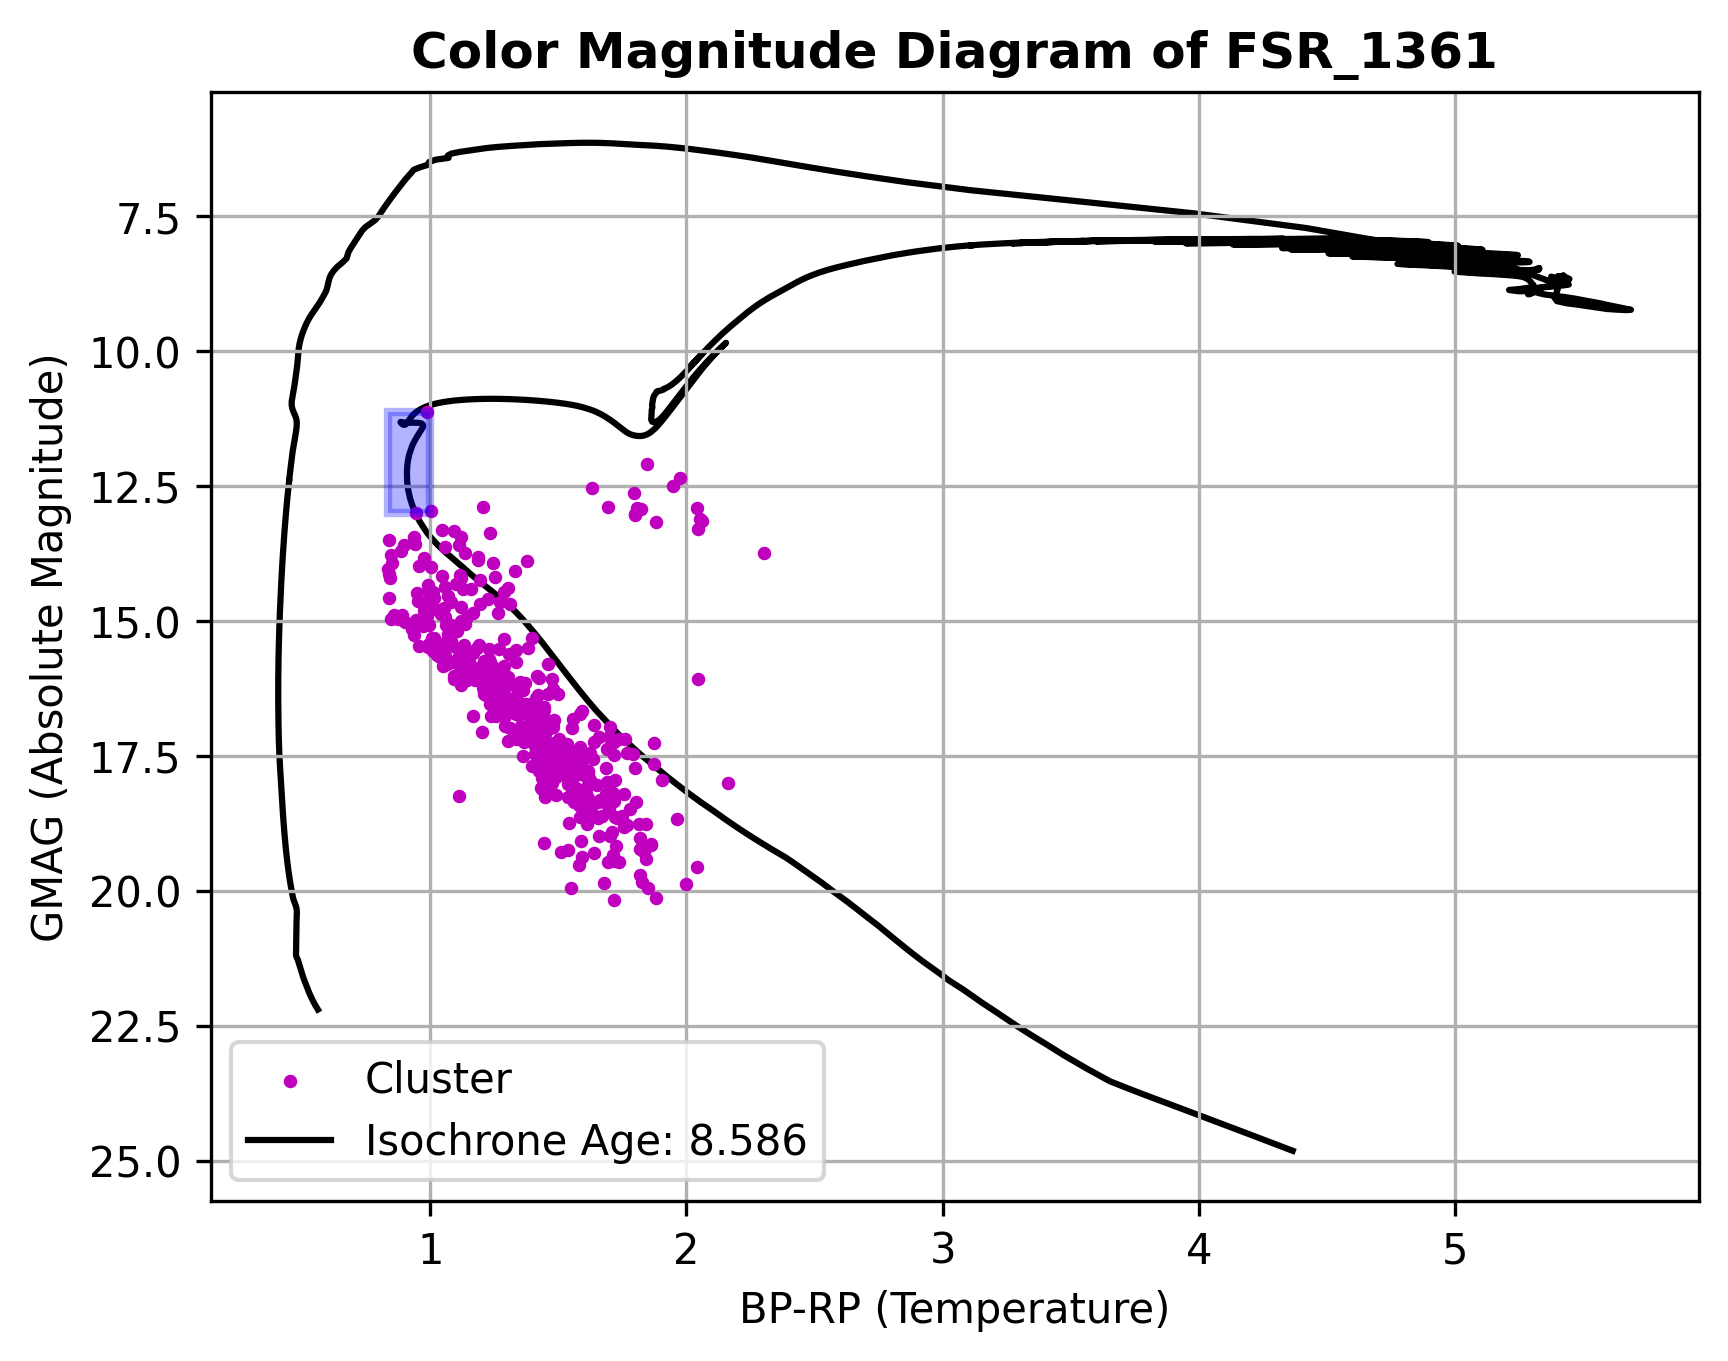 Color Magnitude Diagram of FSR_1361
GMAG (Absolute Magnitude)
7.5
10.0
12.5
15.0
17.5
20.0
22.5
25.0
Cluster
Isochrone Age: 8.586
1 2 3 4 5
BP-RP (Temperature)